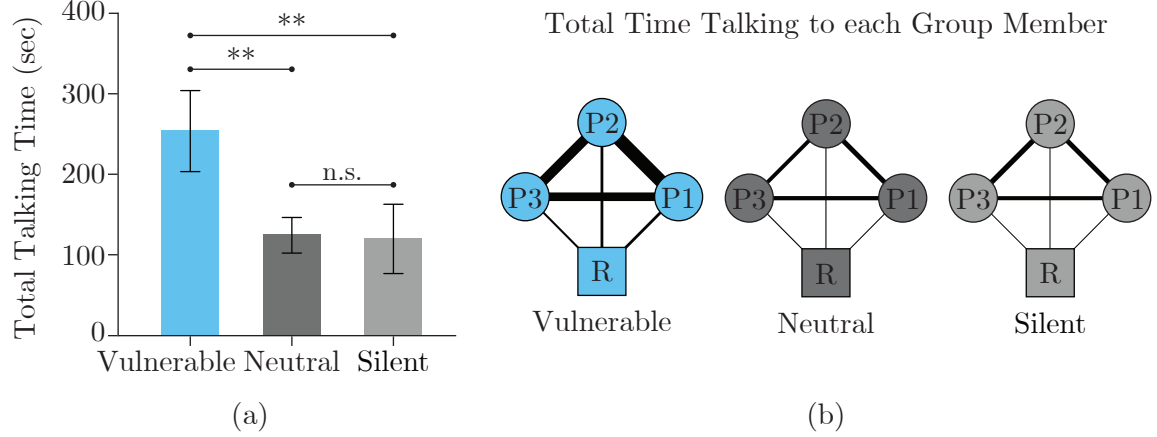 Total Talking Time (sec)
400
300
200
100
0
**
**
n.s.
Vulnerable Neutral Silent
(a)
Total Time Talking to each Group Member
P2
P3 P1
R
Vulnerable
P2
P3 P1
R
Neutral
P2
P3 P1
R
Silent
(b)